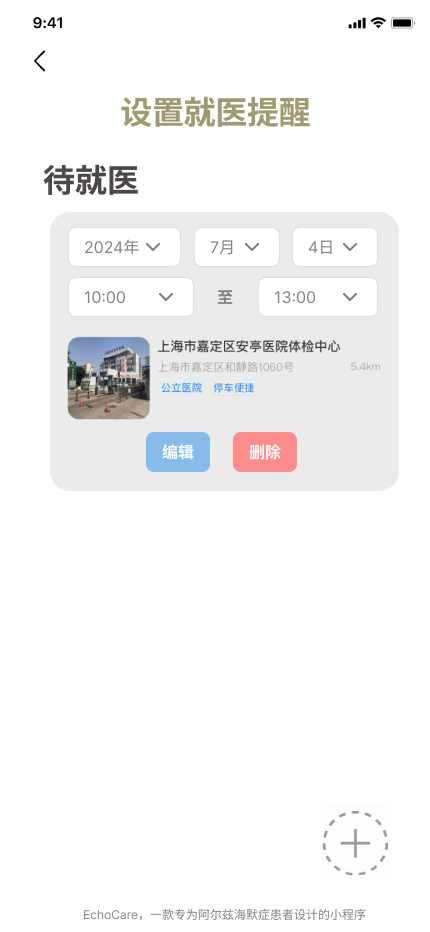 9:41
设置就医提醒
待就医
2024年 7月 4日
10:00 至 13:00
上海市嘉定区安亭医院体检中心
上海市嘉定区和静路1060号 5.4km
公立医院 停车便捷
编辑 删除
EchoCare，一款专为阿尔兹海默症患者设计的小程序